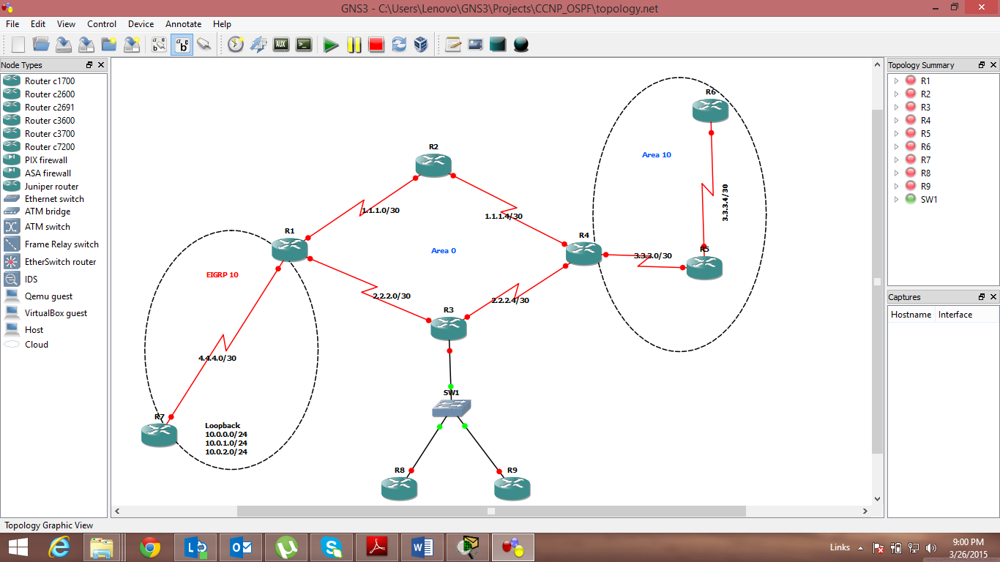 GNS3 - C:\Users\Lenovo\GNS3\Projects\CCNP_OSPF\topology.net
File Edit View Control Device Annotate Help
Node Types
Router c1700
Router c2600
Router c2691
Router c3600
Router c3700
Router c7200
PIX firewall
ASA firewall
Juniper router
Ethernet switch
ATM bridge
ATM switch
Frame Relay switch
EtherSwitch router
IDS
Qemu guest
VirtualBox guest
Host
Cloud
R6
Area 10
R2
3.3.3.4/30
1.1.1.0/30
1.1.1.4/30
R1
R4
Area 0
3.3.3.0/30
R5
EIGRP 10
2.2.2.0/30
2.2.2.4/30
R3
4.4.4.0/30
SW1
R7
Loopback
10.0.0.0/24
10.0.1.0/24
10.0.2.0/24
R8
R9
Topology Summary
R1
R2
R3
R4
R5
R6
R7
R8
R9
SW1
Captures
Hostname Interface
Topology Graphic View
Links
9:00 PM
3/26/2015